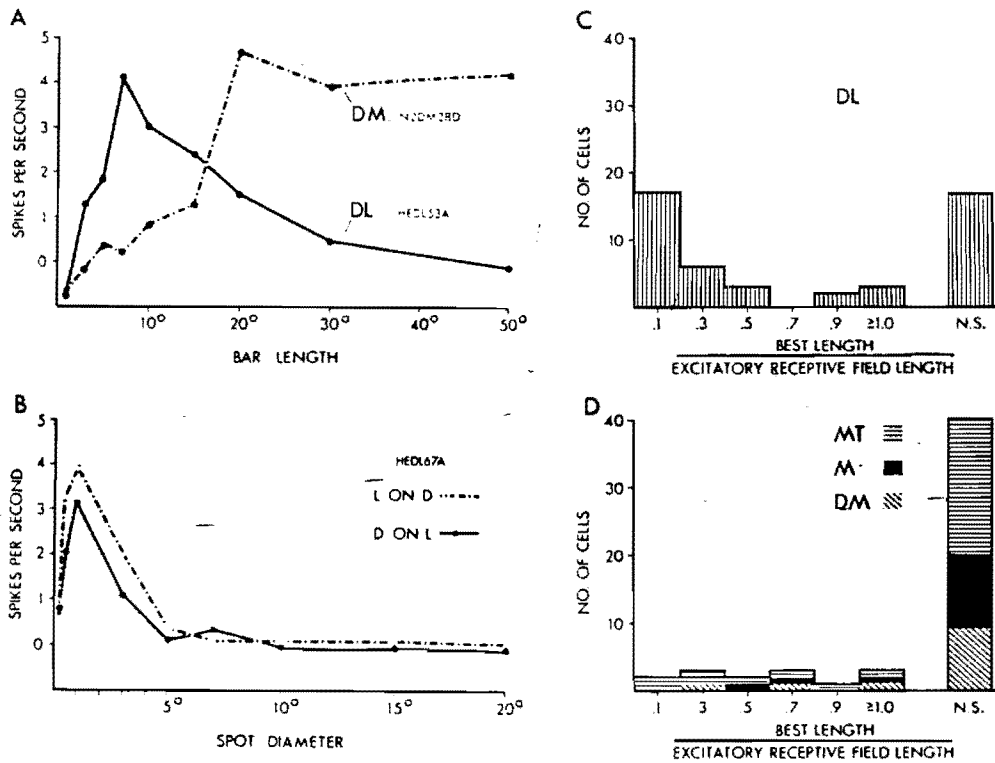 A
SPIKES PER SECOND
5
4
3
2
1
0
DM N2DM2BD
DL HEDL53A
10° 20° 30° 40° 50°
BAR LENGTH
B
SPIKES PER SECOND
5
4
3
2
1
0
HEDL67A
L ON D
D ON L
5° 10° 15° 20°
SPOT DIAMETER
C
NO. OF CELLS
40
30
20
10
DL
.1 .3 .5 .7 .9 ≥1.0 N.S.
BEST LENGTH
EXCITATORY RECEPTIVE FIELD LENGTH
D
NO. OF CELLS
40
30
20
10
MT
M
DM
.1 3 .5 .7 .9 ≥1.0 N S.
BEST LENGTH
EXCITATORY RECEPTIVE FIELD LENGTH